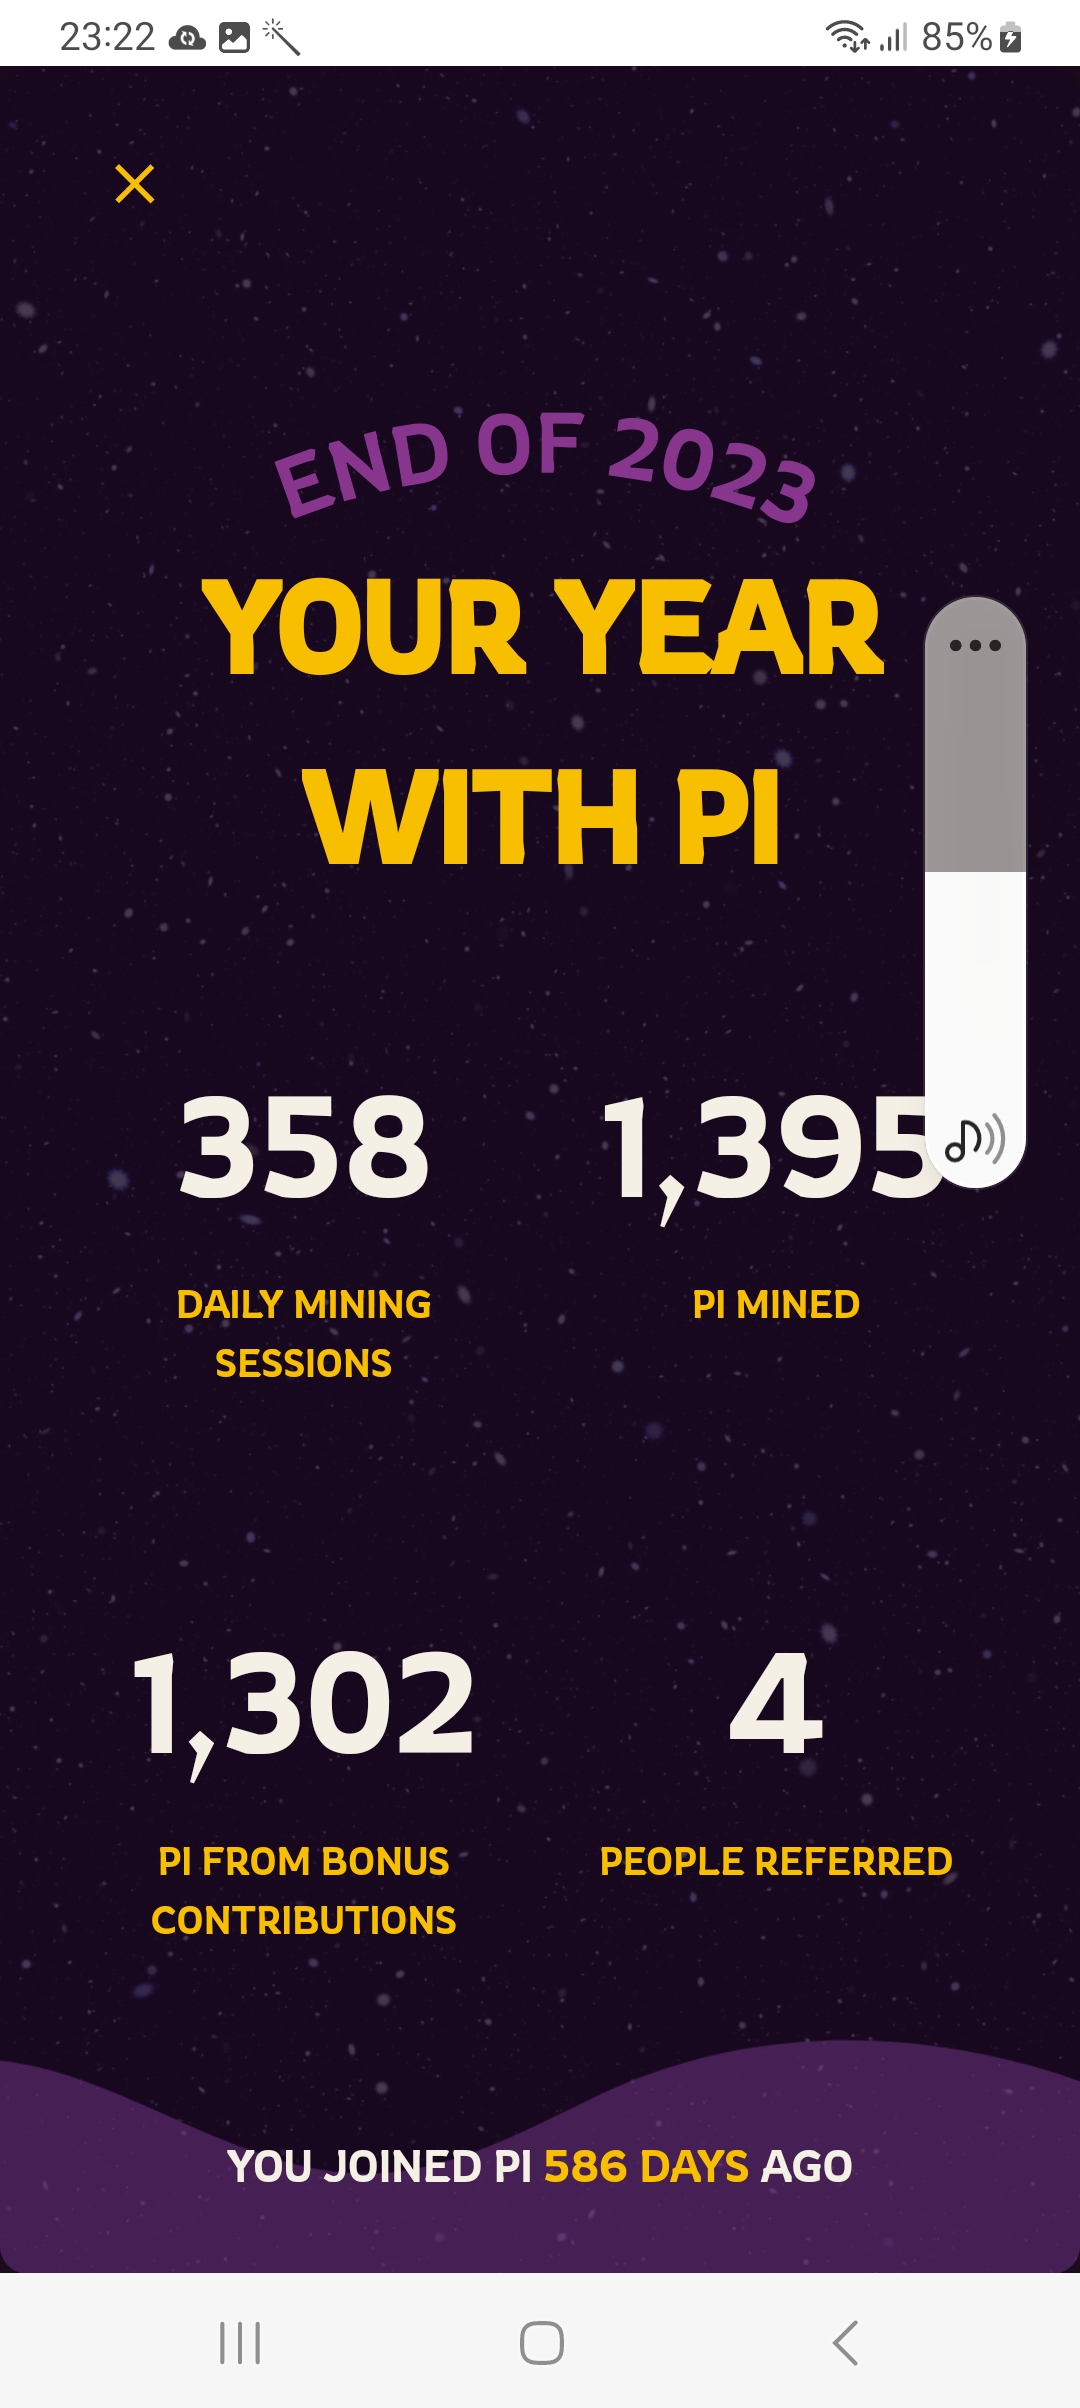 23:22 85%
END OF 2023
YOUR YEAR
WITH PI
358 1,395
DAILY MINING PI MINED
SESSIONS
1,302 4
PI FROM BONUS PEOPLE REFERRED
CONTRIBUTIONS
YOU JOINED PI 586 DAYS AGO